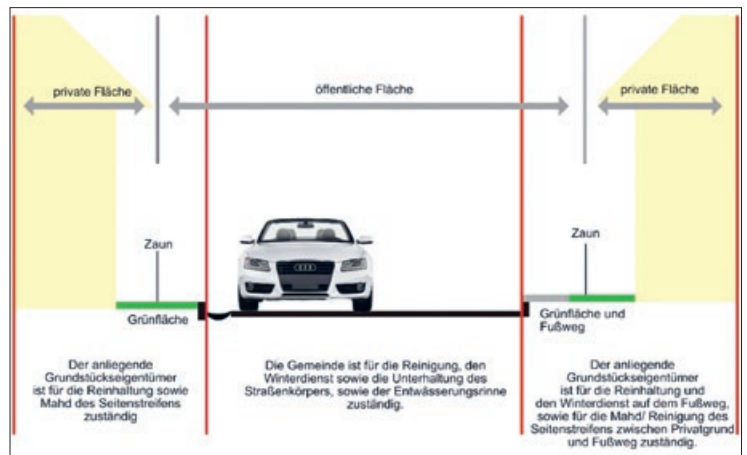 private Fläche
öffentliche Fläche
private Fläche
Zaun
Zaun
Grünfläche
Grünfläche und
Fußweg
Der anliegende
Grundstückseigentümer
ist für die Reinhaltung sowie
Mahd des Seitenstreifens
zuständig
Die Gemeinde ist für die Reinigung, den
Winterdienst sowie die Unterhaltung des
Straßenkörpers, sowie der Entwässerungsrinne
zuständig.
Der anliegende
Grundstückseigentümer
ist für die Reinhaltung und
den Winterdienst auf dem Fußweg,
sowie für die Mahd/ Reinigung des
Seitenstreifens zwischen Privatgrund
und Fußweg zuständig.